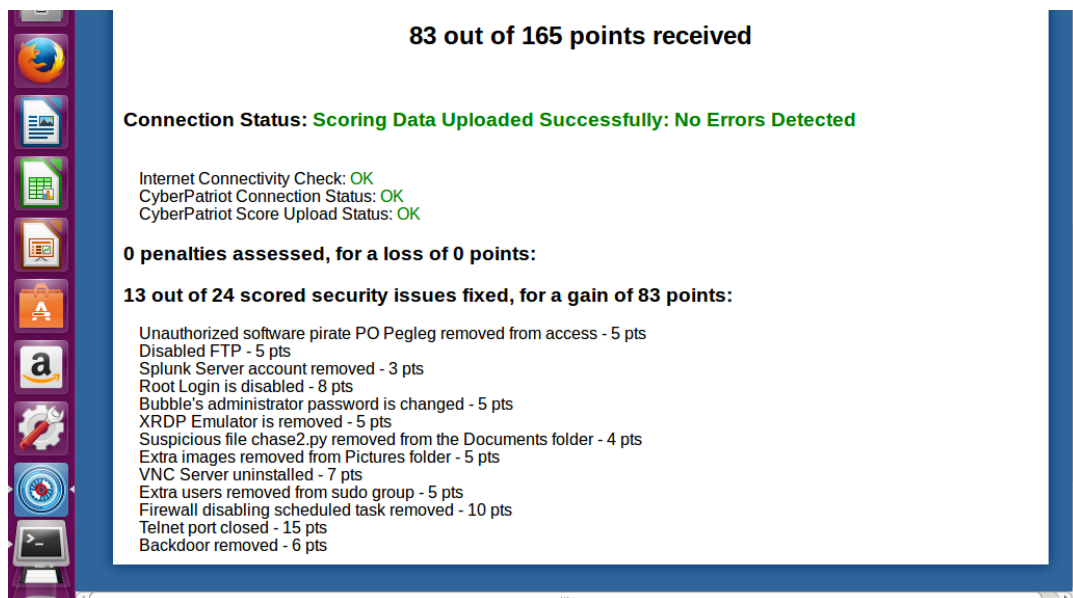 83 out of 165 points received
Connection Status: Scoring Data Uploaded Successfully: No Errors Detected
Internet Connectivity Check: OK
CyberPatriot Connection Status: OK
CyberPatriot Score Upload Status: OK
0 penalties assessed, for a loss of 0 points:
13 out of 24 scored security issues fixed, for a gain of 83 points:
Unauthorized software pirate PO Pegleg removed from access - 5 pts
Disabled FTP - 5 pts
Splunk Server account removed - 3 pts
Root Login is disabled - 8 pts
Bubble's administrator password is changed - 5 pts
XRDP Emulator is removed - 5 pts
Suspicious file chase2.py removed from the Documents folder - 4 pts
Extra images removed from Pictures folder - 5 pts
VNC Server uninstalled - 7 pts
Extra users removed from sudo group - 5 pts
Firewall disabling scheduled task removed - 10 pts
Telnet port closed - 15 pts
Backdoor removed - 6 pts